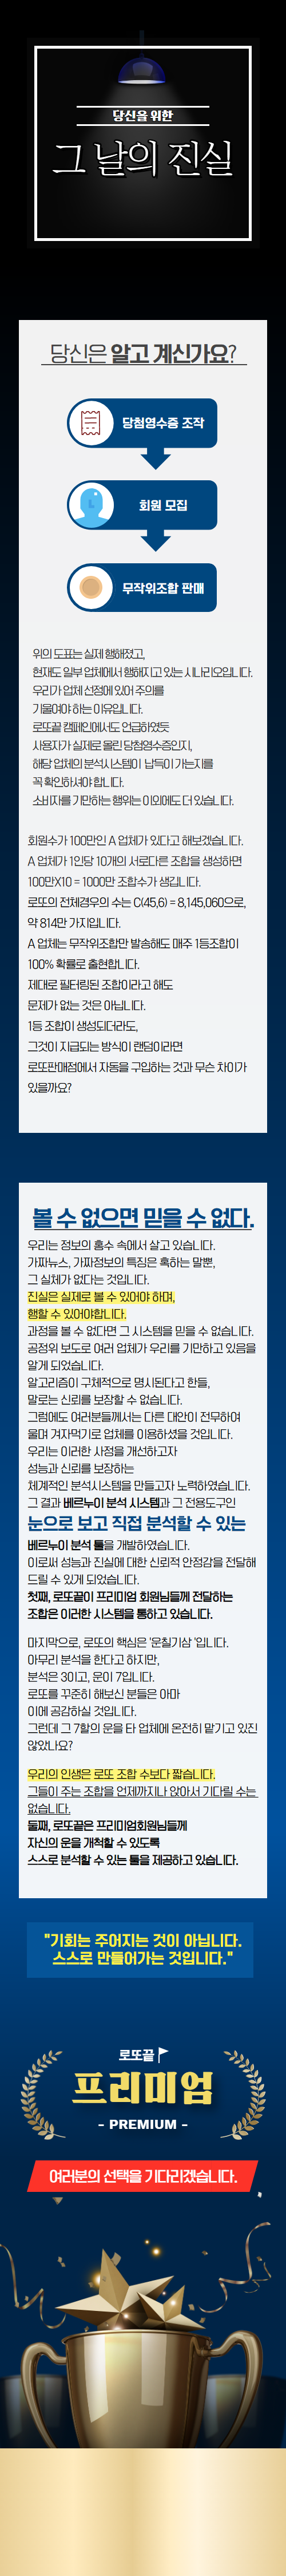 당신을 위한
그 날의 진실
당신은 알고 계신가요?
당첨영수증 조작
회원 모집
무작위조합 판매
위의 도표는 실제 행해졌고,
현재도 일부 업체에서 행해지고 있는 시나리오입니다.
우리가 업체 선정에 있어 주의를
기울여야 하는 이유입니다.
로또끝 캠페인에서도 언급하였듯
사용자가 실제로 올린 당첨영수증인지,
해당 업체의 분석시스템이 납득이 가는지를
꼭 확인하셔야 합니다.
소비자를 기만하는 행위는 이외에도 더 있습니다.
회원수가 100만인 A 업체가 있다고 해보겠습니다.
A 업체가 1인당 10개의 서로다른 조합을 생성하면
100만X10 = 1000만 조합수가 생깁니다.
로또의 전체경우의 수는 C(45,6) = 8,145,060으로,
약 814만 가지입니다.
A 업체는 무작위조합만 발송해도 매주 1등조합이
100% 확률로 출현합니다.
제대로 필터링된 조합이라고 해도
문제가 없는 것은 아닙니다.
1등 조합이 생성되더라도,
그것이 지급되는 방식이 랜덤이라면
로또판매점에서 자동을 구입하는 것과 무슨 차이가
있을까요?
볼 수 없으면 믿을 수 없다.
우리는 정보의 홍수 속에서 살고 있습니다.
가짜뉴스, 가짜정보의 특징은 혹하는 말뿐,
그 실체가 없다는 것입니다.
진실은 실제로 볼 수 있어야 하며,
행할 수 있어야합니다.
과정을 볼 수 없다면 그 시스템을 믿을 수 없습니다.
공정위 보도로 여러 업체가 우리를 기만하고 있음을
알게 되었습니다.
알고리즘이 구체적으로 명시된다고 한들,
말로는 신뢰를 보장할 수 없습니다.
그럼에도 여러분들께서는 다른 대안이 전무하여
울며 겨자먹기로 업체를 이용하셨을 것입니다.
우리는 이러한 사정을 개선하고자
성능과 신뢰를 보장하는
체계적인 분석시스템을 만들고자 노력하였습니다.
그 결과 베르누이 분석 시스템과 그 전용도구인
눈으로 보고 직접 분석할 수 있는
베르누이 분석 툴을 개발하였습니다.
이로써 성능과 진실에 대한 신뢰적 안정감을 전달해
드릴 수 있게 되었습니다.
첫째, 로또끝이 프리미엄 회원님들께 전달하는
조합은 이러한 시스템을 통하고 있습니다.
마지막으로, 로또의 핵심은 '운칠기삼 '입니다.
아무리 분석을 한다고 하지만,
분석은 3이고, 운이 7입니다.
로또를 꾸준히 해보신 분들은 아마
이에 공감하실 것입니다.
그런데 그 7할의 운을 타 업체에 온전히 맡기고 있진
않았나요?
우리의 인생은 로또 조합 수보다 짧습니다.
그들이 주는 조합을 언제까지나 앉아서 기다릴 수는
없습니다.
둘째, 로또끝은 프리미엄회원님들께
자신의 운을 개척할 수 있도록
스스로 분석할 수 있는 툴을 제공하고 있습니다.
"기회는 주어지는 것이 아닙니다.
스스로 만들어가는 것입니다."
로또끝
프리미엄
- PREMIUM -
여러분의 선택을 기다리겠습니다.